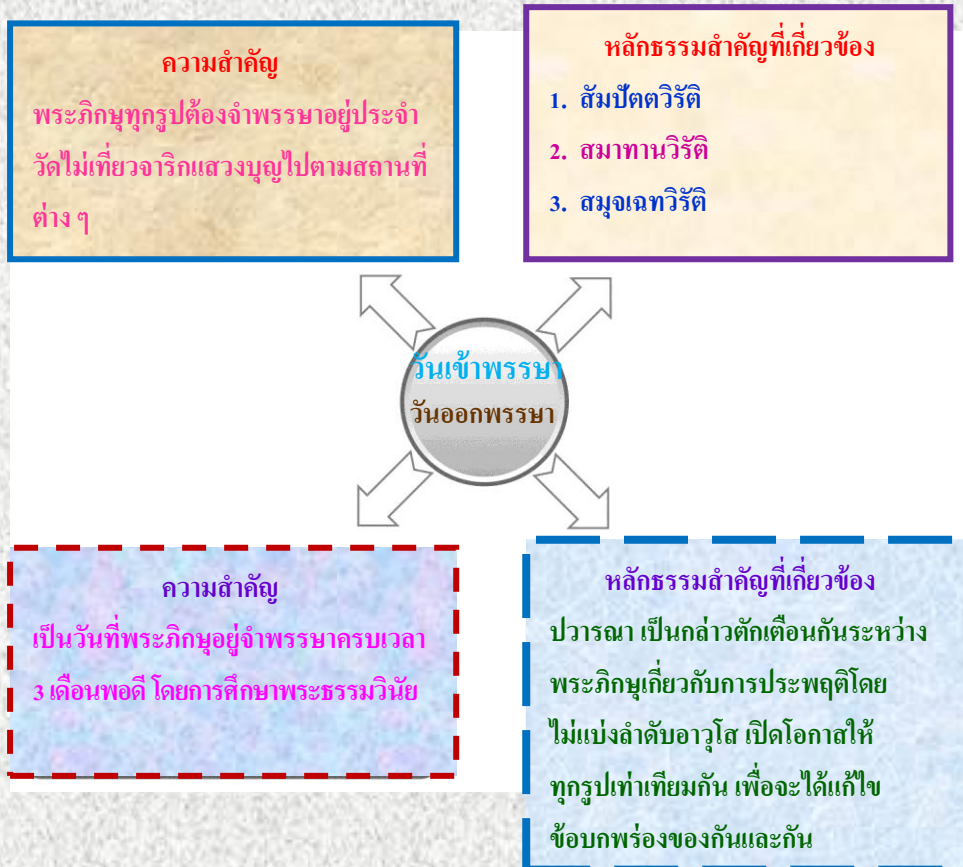 ความสำคัญ
พระภิกษุทุกรูปต้องจำพรรษาอยู่ประจำ
วัดไม่เที่ยวจาริกแสวงบุญไปตามสถานที่
ต่าง ๆ
หลักธรรมสำคัญที่เกี่ยวข้อง
1. สัมปัตตวิรัติ
2. สมาทานวิรัติ
3. สมุจเฉทวิรัติ
วันเข้าพรรษา
วันออกพรรษา
ความสำคัญ
เป็นวันที่พระภิกษุอยู่จำพรรษาครบเวลา
3 เดือนพอดี โดยการศึกษาพระธรรมวินัย
หลักธรรมสำคัญที่เกี่ยวข้อง
ปวารณา เป็นกล่าวตักเตือนกันระหว่าง
พระภิกษุเกี่ยวกับการประพฤติโดย
ไม่แบ่งลำดับอาวุโส เปิดโอกาสให้
ทุกรูปเท่าเทียมกัน เพื่อจะได้แก้ไข
ข้อบกพร่องของกันและกัน